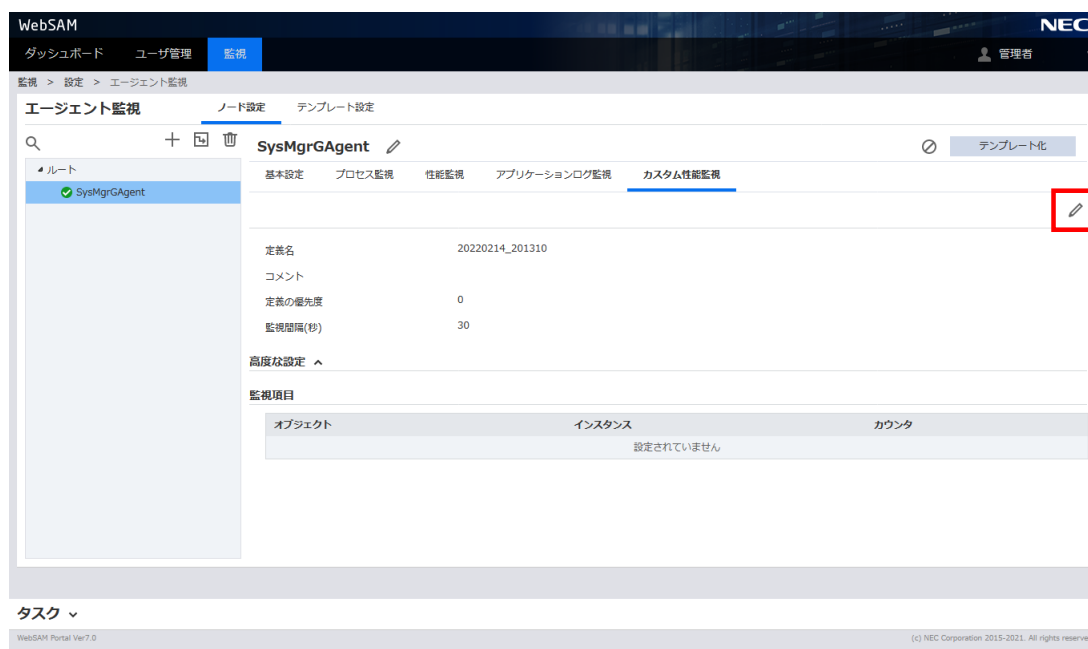 WebSAM
NEC
ダッシュボード ユーザ管理 監視 管理者
監視 > 設定 > エージェント監視
エージェント監視 ノード設定 テンプレート設定
SysMgrGAgent テンプレート化
ルート
SysMgrGAgent
基本設定 プロセス監視 性能監視 アプリケーションログ監視 カスタム性能監視
定義名 20220214_201310
コメント
定義の優先度 0
監視間隔(秒) 30
高度な設定
監視項目
オブジェクト インスタンス カウンタ
設定されていません
タスク
WebSAM Portal Ver7.0 (c) NEC Corporation 2015-2021. All rights reserve